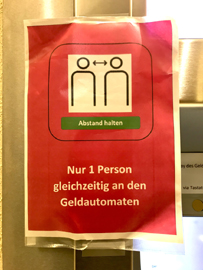 Abstand halten
Nur 1 Person
gleichzeitig an den
Geldautomaten